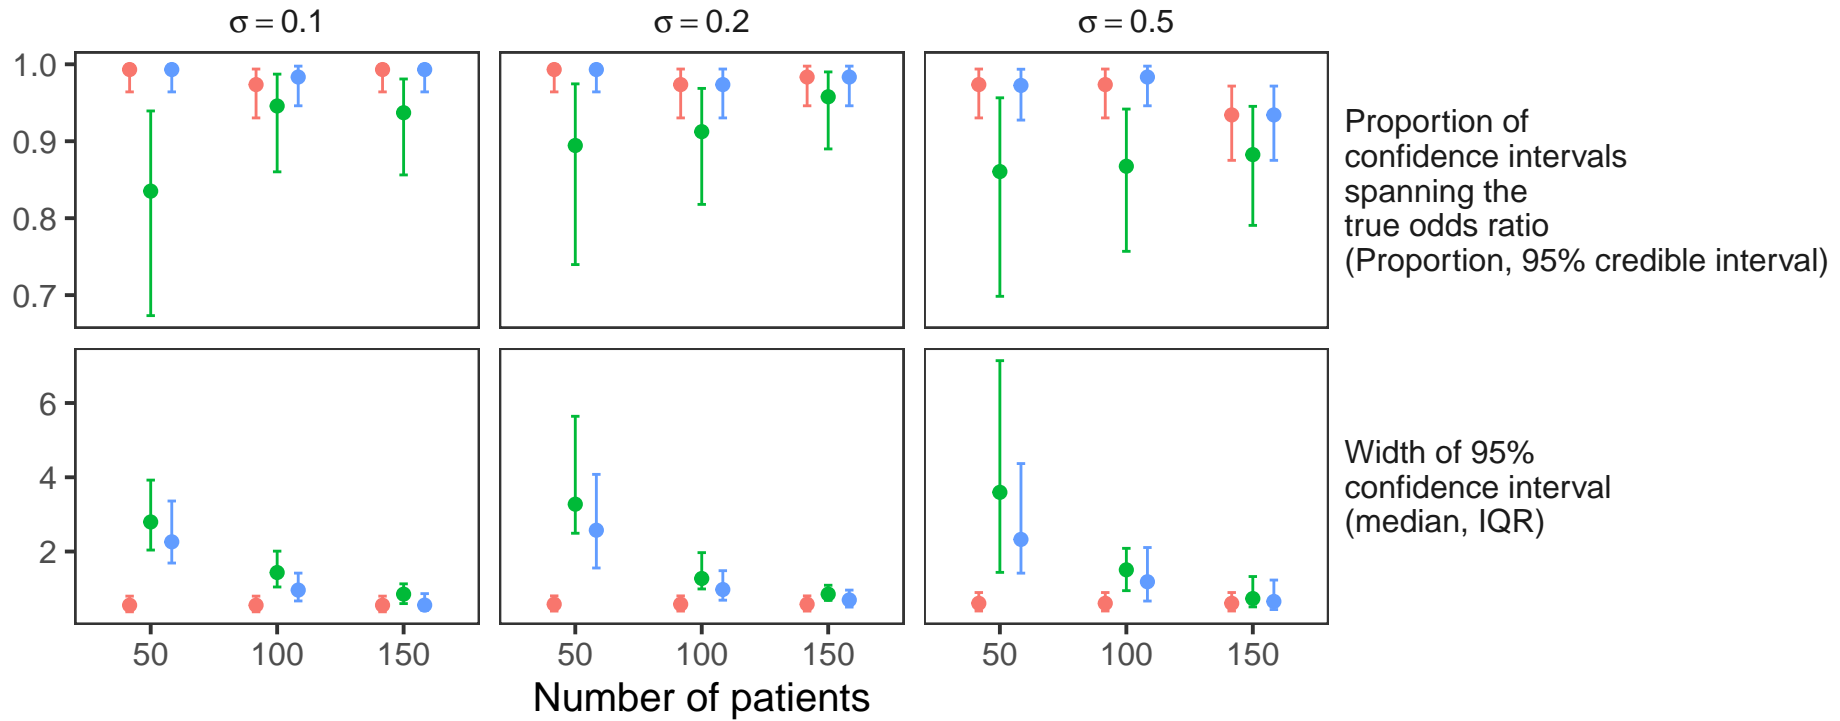 σ = 0.1
σ = 0.2
σ = 0.5
1.0
0.9
0.8
0.7
Proportion of
confidence intervals
spanning the
true odds ratio
(Proportion, 95% credible interval)
6
4
2
Width of 95%
confidence interval
(median, IQR)
50
100
150
50
100
150
50
100
150
Number of patients